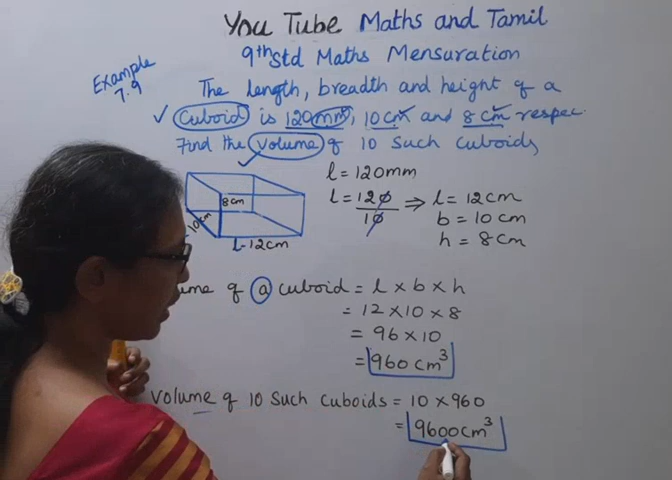 You Tube Maths and Tamil
9th Std Maths Mensuration
Example 7.9
The length, breadth and height of a
✓ Cuboid is 120mm, 10cm and 8cm respec.
Find the volume of 10 such cuboids
8cm
10cm
l-12cm
l = 120mm
l = 120/10 ⇒ l = 12cm
b = 10cm
h = 8cm
ume of a cuboid = l × b × h
= 12 × 10 × 8
= 96 × 10
= 960 cm³
Volume of 10 Such Cuboids = 10 × 960
= 9600cm³